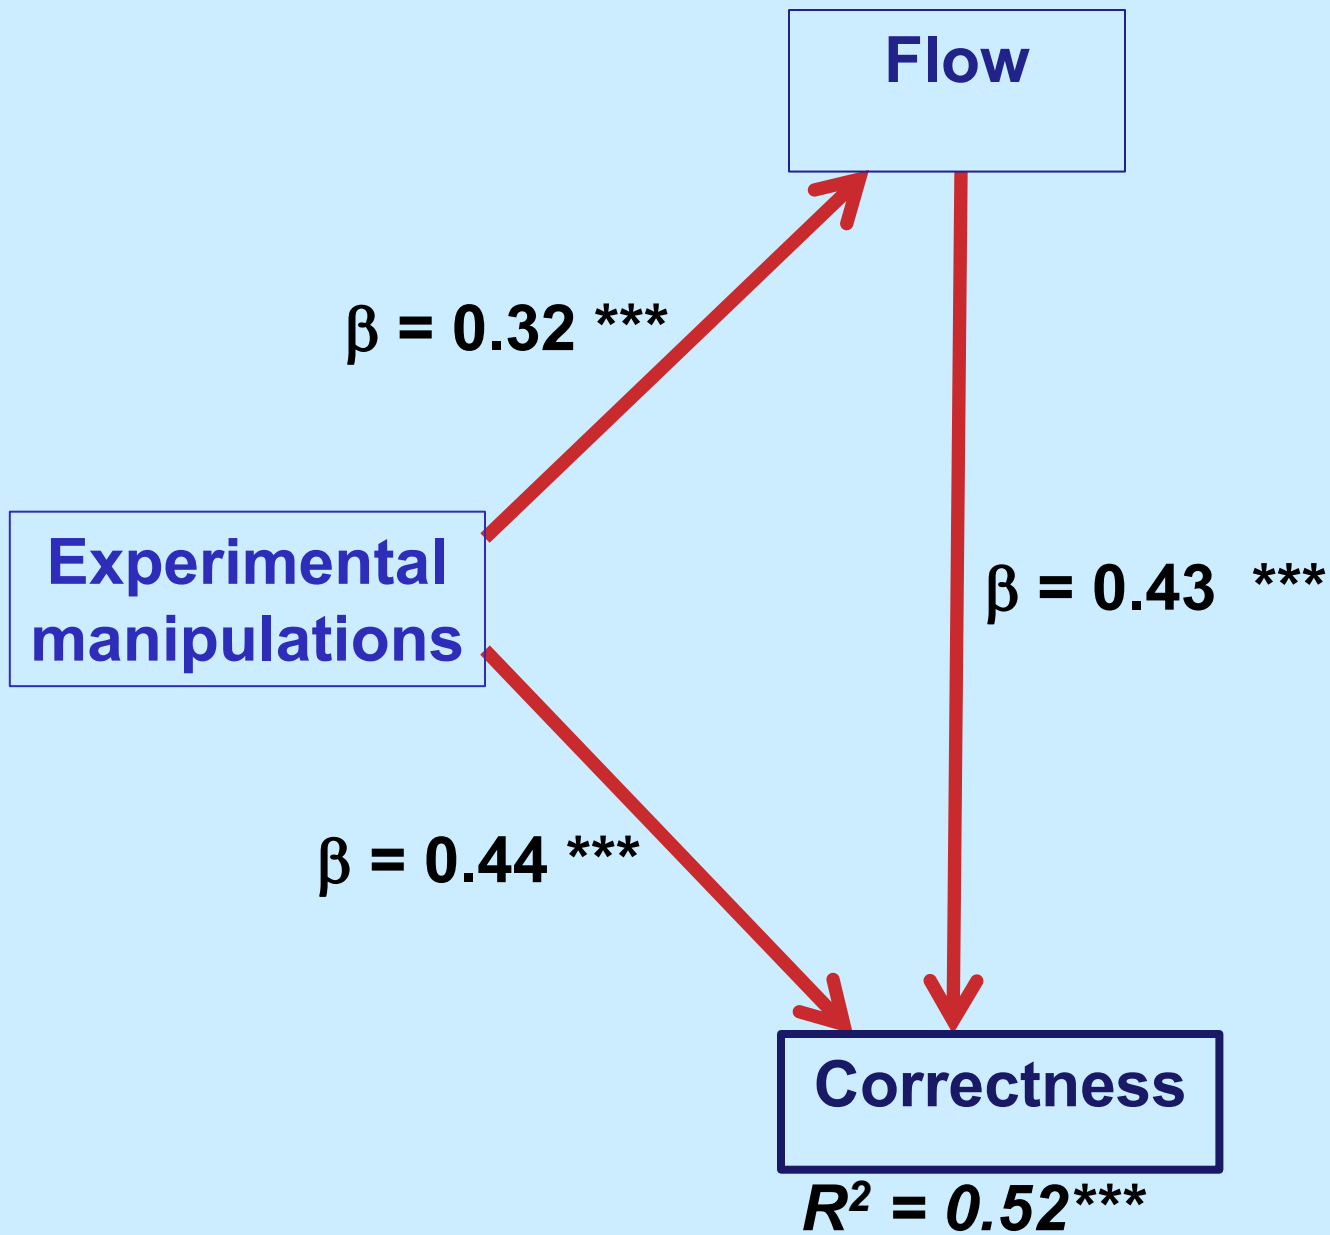 Flow
β = 0.32 ***
Experimental
manipulations
β = 0.43 ***
β = 0.44 ***
Correctness
R² = 0.52***